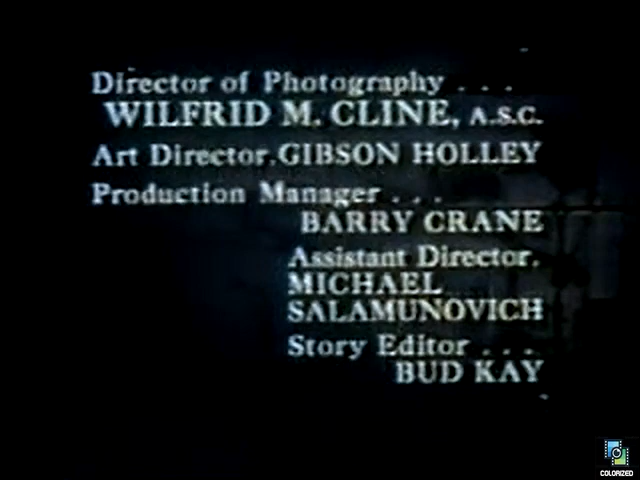 Director of Photography . . .
WILFRID M. CLINE, A.S.C.
Art Director.GIBSON HOLLEY
Production Manager . . .
BARRY CRANE
Assistant Director.
MICHAEL
SALAMUNOVICH
Story Editor . . .
BUD KAY
COLORIZED